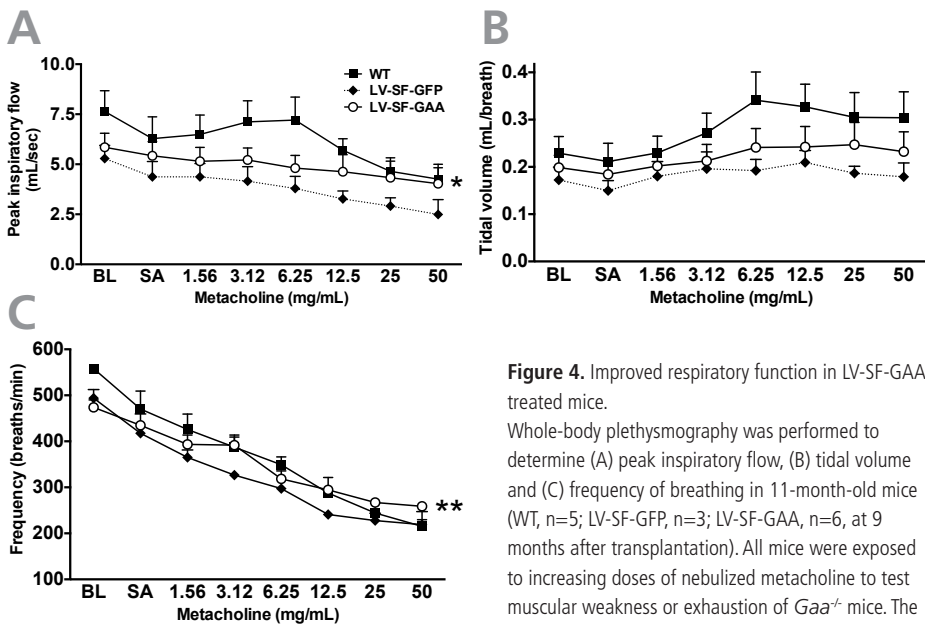 A
10.0
7.5
5.0
2.5
0.0
Peak inspiratory flow
(mL/sec)
WT
LV-SF-GFP
LV-SF-GAA
*
BL SA 1.56 3.12 6.25 12.5 25 50
Metacholine (mg/mL)
B
0.4
0.3
0.2
0.1
0.0
Tidal volume (mL/breath)
BL SA 1.56 3.12 6.25 12.5 25 50
Metacholine (mg/mL)
C
600
500
400
300
200
100
Frequency (breaths/min)
**
BL SA 1.56 3.12 6.25 12.5 25 50
Metacholine (mg/mL)
Figure 4. Improved respiratory function in LV-SF-GAA
treated mice.
Whole-body plethysmography was performed to
determine (A) peak inspiratory flow, (B) tidal volume
and (C) frequency of breathing in 11-month-old mice
(WT, n=5; LV-SF-GFP, n=3; LV-SF-GAA, n=6, at 9
months after transplantation). All mice were exposed
to increasing doses of nebulized metacholine to test
muscular weakness or exhaustion of Gaa-/- mice. The